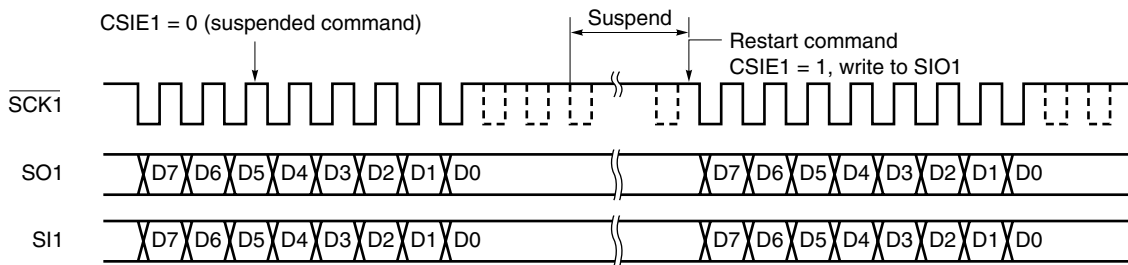 CSIE1 = 0 (suspended command)
Suspend
Restart command
CSIE1 = 1, write to SIO1
SCK1
SO1 D7 D6 D5 D4 D3 D2 D1 D0 D7 D6 D5 D4 D3 D2 D1 D0
SI1 D7 D6 D5 D4 D3 D2 D1 D0 D7 D6 D5 D4 D3 D2 D1 D0